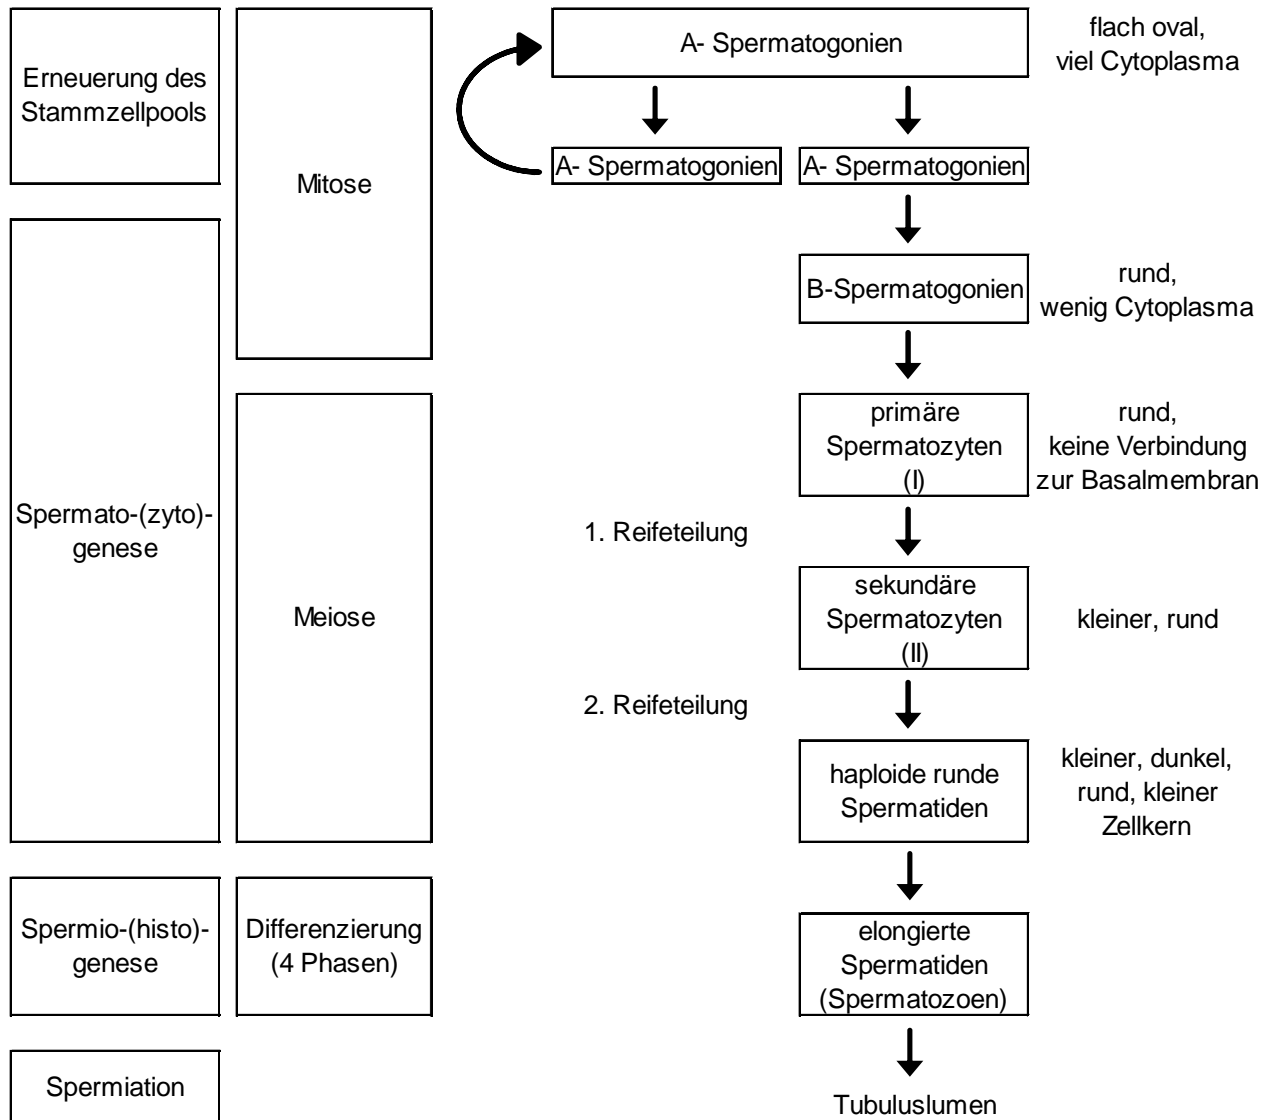 Erneuerung des
Stammzellpools
Mitose
A- Spermatogonien
flach oval,
viel Cytoplasma
A- Spermatogonien
A- Spermatogonien
B-Spermatogonien
rund,
wenig Cytoplasma
Spermato-(zyto)-
genese
Meiose
primäre
Spermatozyten
(I)
rund,
keine Verbindung
zur Basalmembran
1. Reifeteilung
sekundäre
Spermatozyten
(II)
kleiner, rund
2. Reifeteilung
haploide runde
Spermatiden
kleiner, dunkel,
rund, kleiner
Zellkern
Spermio-(histo)-
genese
Differenzierung
(4 Phasen)
elongierte
Spermatiden
(Spermatozoen)
Spermiation
Tubuluslumen